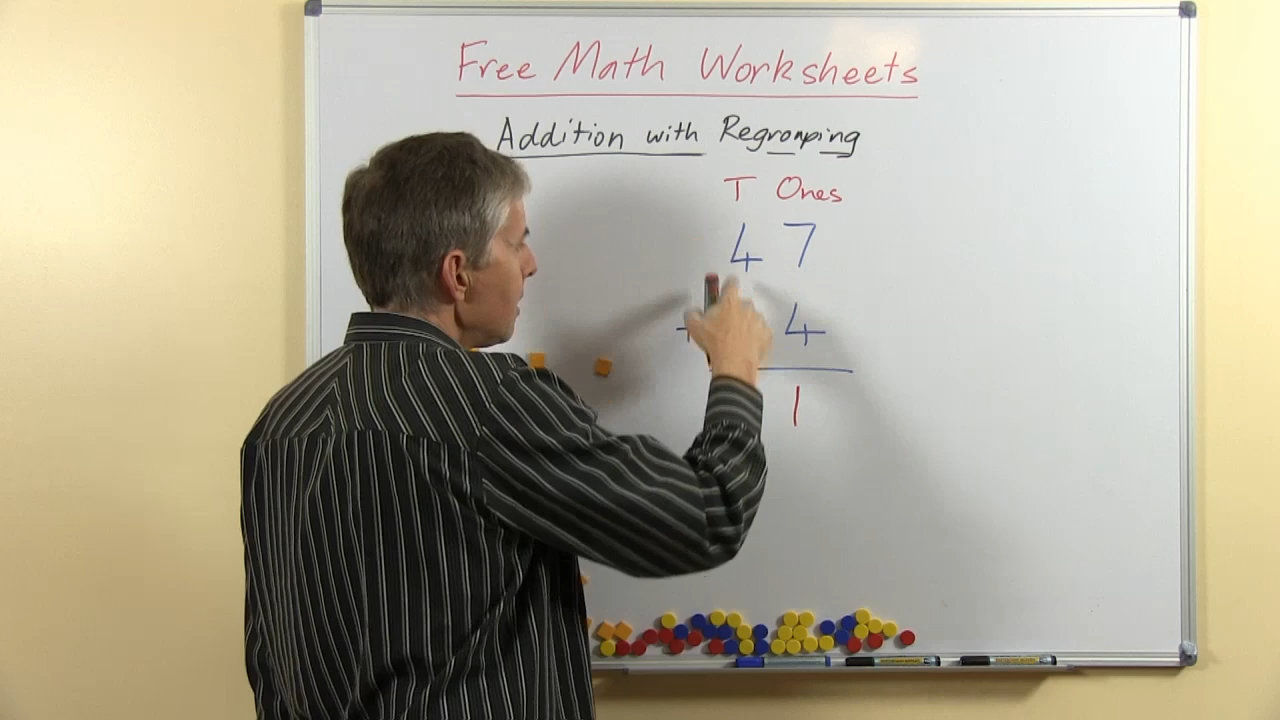 Free Math Worksheets
Addition with Regrouping
T Ones
4 7
+ 4
1